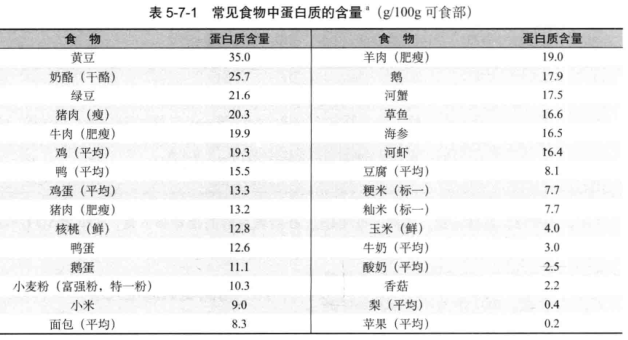 表 5-7-1 常见食物中蛋白质的含量 ª（g/100g 可食部）
食 物 蛋白质含量 食 物 蛋白质含量
黄豆 35.0 羊肉（肥瘦） 19.0
奶酪（干酪） 25.7 鹅 17.9
绿豆 21.6 河蟹 17.5
猪肉（瘦） 20.3 草鱼 16.6
牛肉（肥瘦） 19.9 海参 16.5
鸡（平均） 19.3 河虾 16.4
鸭（平均） 15.5 豆腐（平均） 8.1
鸡蛋（平均） 13.3 粳米（标一） 7.7
猪肉（肥瘦） 13.2 籼米（标一） 7.7
核桃（鲜） 12.8 玉米（鲜） 4.0
鸭蛋 12.6 牛奶（平均） 3.0
鹅蛋 11.1 酸奶（平均） 2.5
小麦粉（富强粉，特一粉） 10.3 香菇 2.2
小米 9.0 梨（平均） 0.4
面包（平均） 8.3 苹果（平均） 0.2